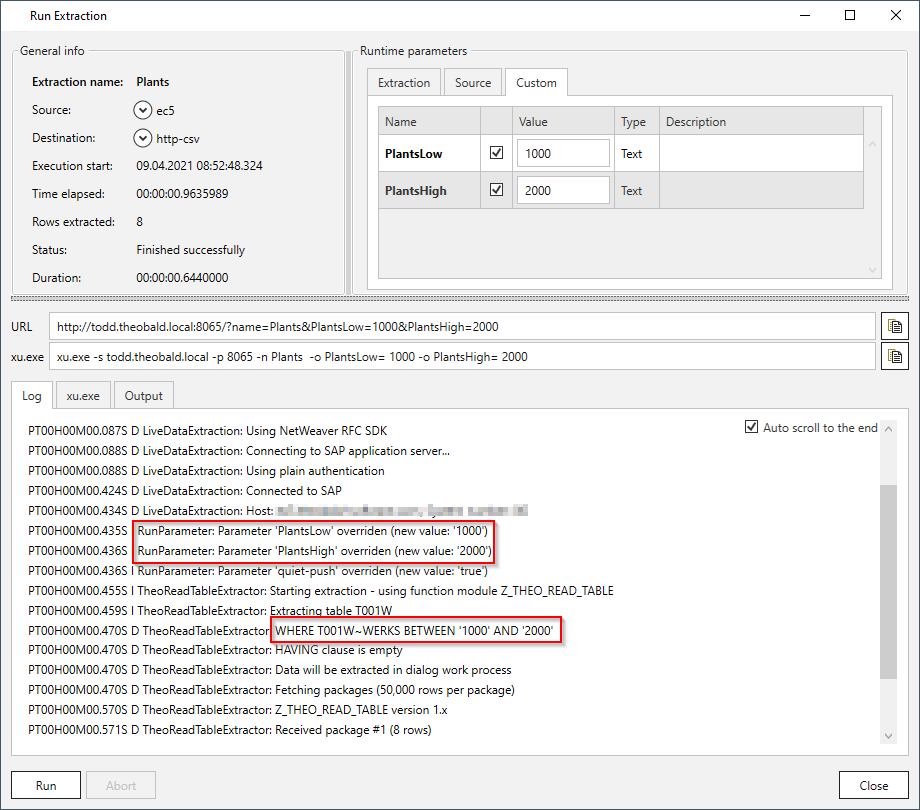 Run Extraction
General info
Extraction name: Plants
Source: ec5
Destination: http-csv
Execution start: 09.04.2021 08:52:48.324
Time elapsed: 00:00:00.9635989
Rows extracted: 8
Status: Finished successfully
Duration: 00:00:00.6440000
Runtime parameters
Extraction Source Custom
Name Value Type Description
PlantsLow 1000 Text
PlantsHigh 2000 Text
URL http://todd.theobald.local:8065/?name=Plants&PlantsLow=1000&PlantsHigh=2000
xu.exe xu.exe -s todd.theobald.local -p 8065 -n Plants -o PlantsLow= 1000 -o PlantsHigh= 2000
Log xu.exe Output
Auto scroll to the end
PT00H00M00.087S D LiveDataExtraction: Using NetWeaver RFC SDK
PT00H00M00.088S D LiveDataExtraction: Connecting to SAP application server...
PT00H00M00.088S D LiveDataExtraction: Using plain authentication
PT00H00M00.424S D LiveDataExtraction: Connected to SAP
PT00H00M00.434S D LiveDataExtraction: Host:
PT00H00M00.435S RunParameter: Parameter 'PlantsLow' overriden (new value: '1000')
PT00H00M00.436S RunParameter: Parameter 'PlantsHigh' overriden (new value: '2000')
PT00H00M00.436S I RunParameter: Parameter 'quiet-push' overriden (new value: 'true')
PT00H00M00.455S I TheoReadTableExtractor: Starting extraction - using function module Z_THEO_READ_TABLE
PT00H00M00.459S I TheoReadTableExtractor: Extracting table T001W
PT00H00M00.470S D TheoReadTableExtractor: WHERE T001W~WERKS BETWEEN '1000' AND '2000'
PT00H00M00.470S D TheoReadTableExtractor: HAVING clause is empty
PT00H00M00.470S D TheoReadTableExtractor: Data will be extracted in dialog work process
PT00H00M00.470S D TheoReadTableExtractor: Fetching packages (50,000 rows per package)
PT00H00M00.570S D TheoReadTableExtractor: Z_THEO_READ_TABLE version 1.x
PT00H00M00.571S D TheoReadTableExtractor: Received package #1 (8 rows)
Run Abort Close